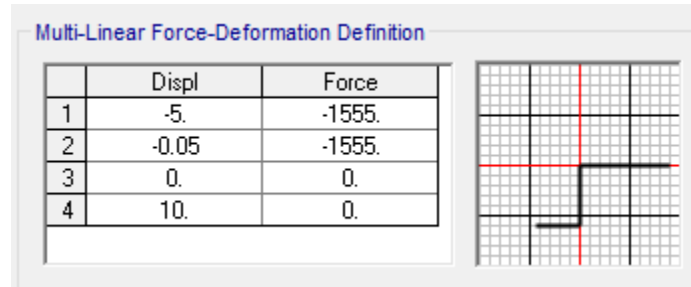 Multi-Linear Force-Deformation Definition
Displ Force
1 -5. -1555.
2 -0.05 -1555.
3 0. 0.
4 10. 0.